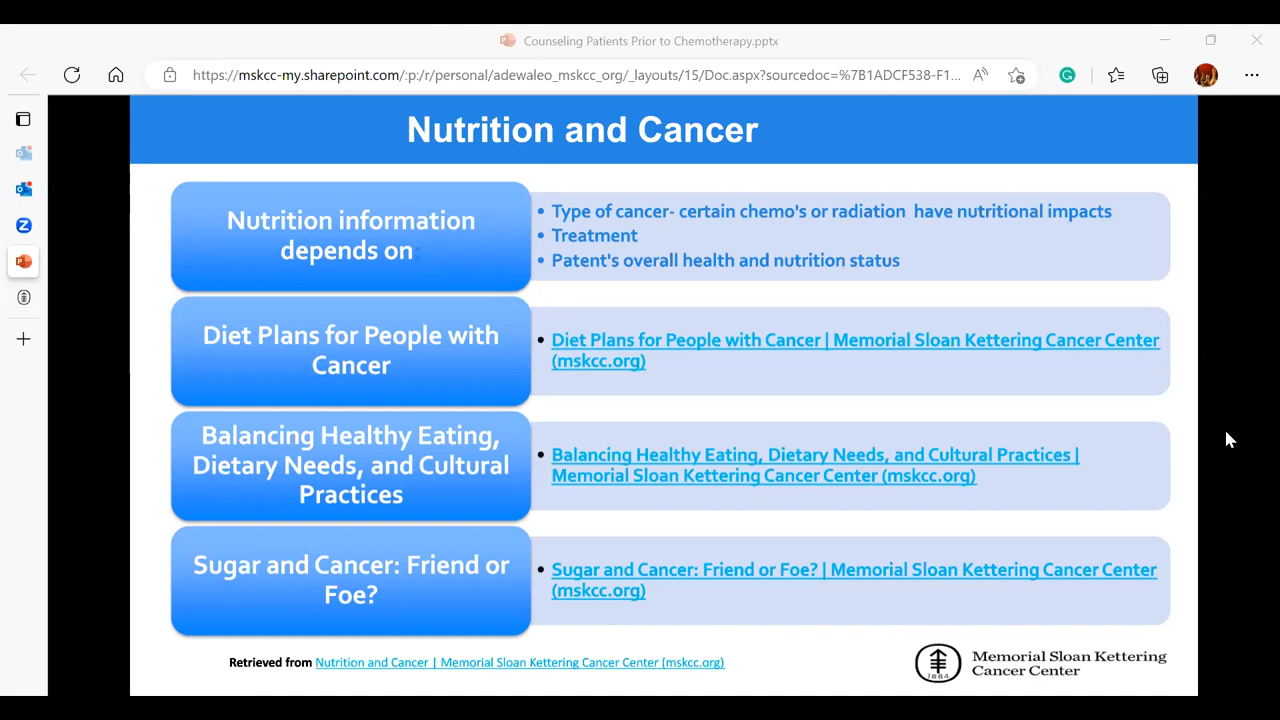 Counseling Patients Prior to Chemotherapy.pptx
https://mskcc-my.sharepoint.com/:p:/r/personal/adewaleo_mskcc_org/_layouts/15/Doc.aspx?sourcedoc=%7B1ADCF538-F1...
Nutrition and Cancer
Nutrition information
depends on:
• Type of cancer- certain chemo's or radiation have nutritional impacts
• Treatment
• Patent's overall health and nutrition status
Diet Plans for People with
Cancer
• Diet Plans for People with Cancer | Memorial Sloan Kettering Cancer Center
(mskcc.org)
Balancing Healthy Eating,
Dietary Needs, and Cultural
Practices
• Balancing Healthy Eating, Dietary Needs, and Cultural Practices |
Memorial Sloan Kettering Cancer Center (mskcc.org)
Sugar and Cancer: Friend or
Foe?
• Sugar and Cancer: Friend or Foe? | Memorial Sloan Kettering Cancer Center
(mskcc.org)
Retrieved from Nutrition and Cancer | Memorial Sloan Kettering Cancer Center (mskcc.org)
1884
Memorial Sloan Kettering
Cancer Center